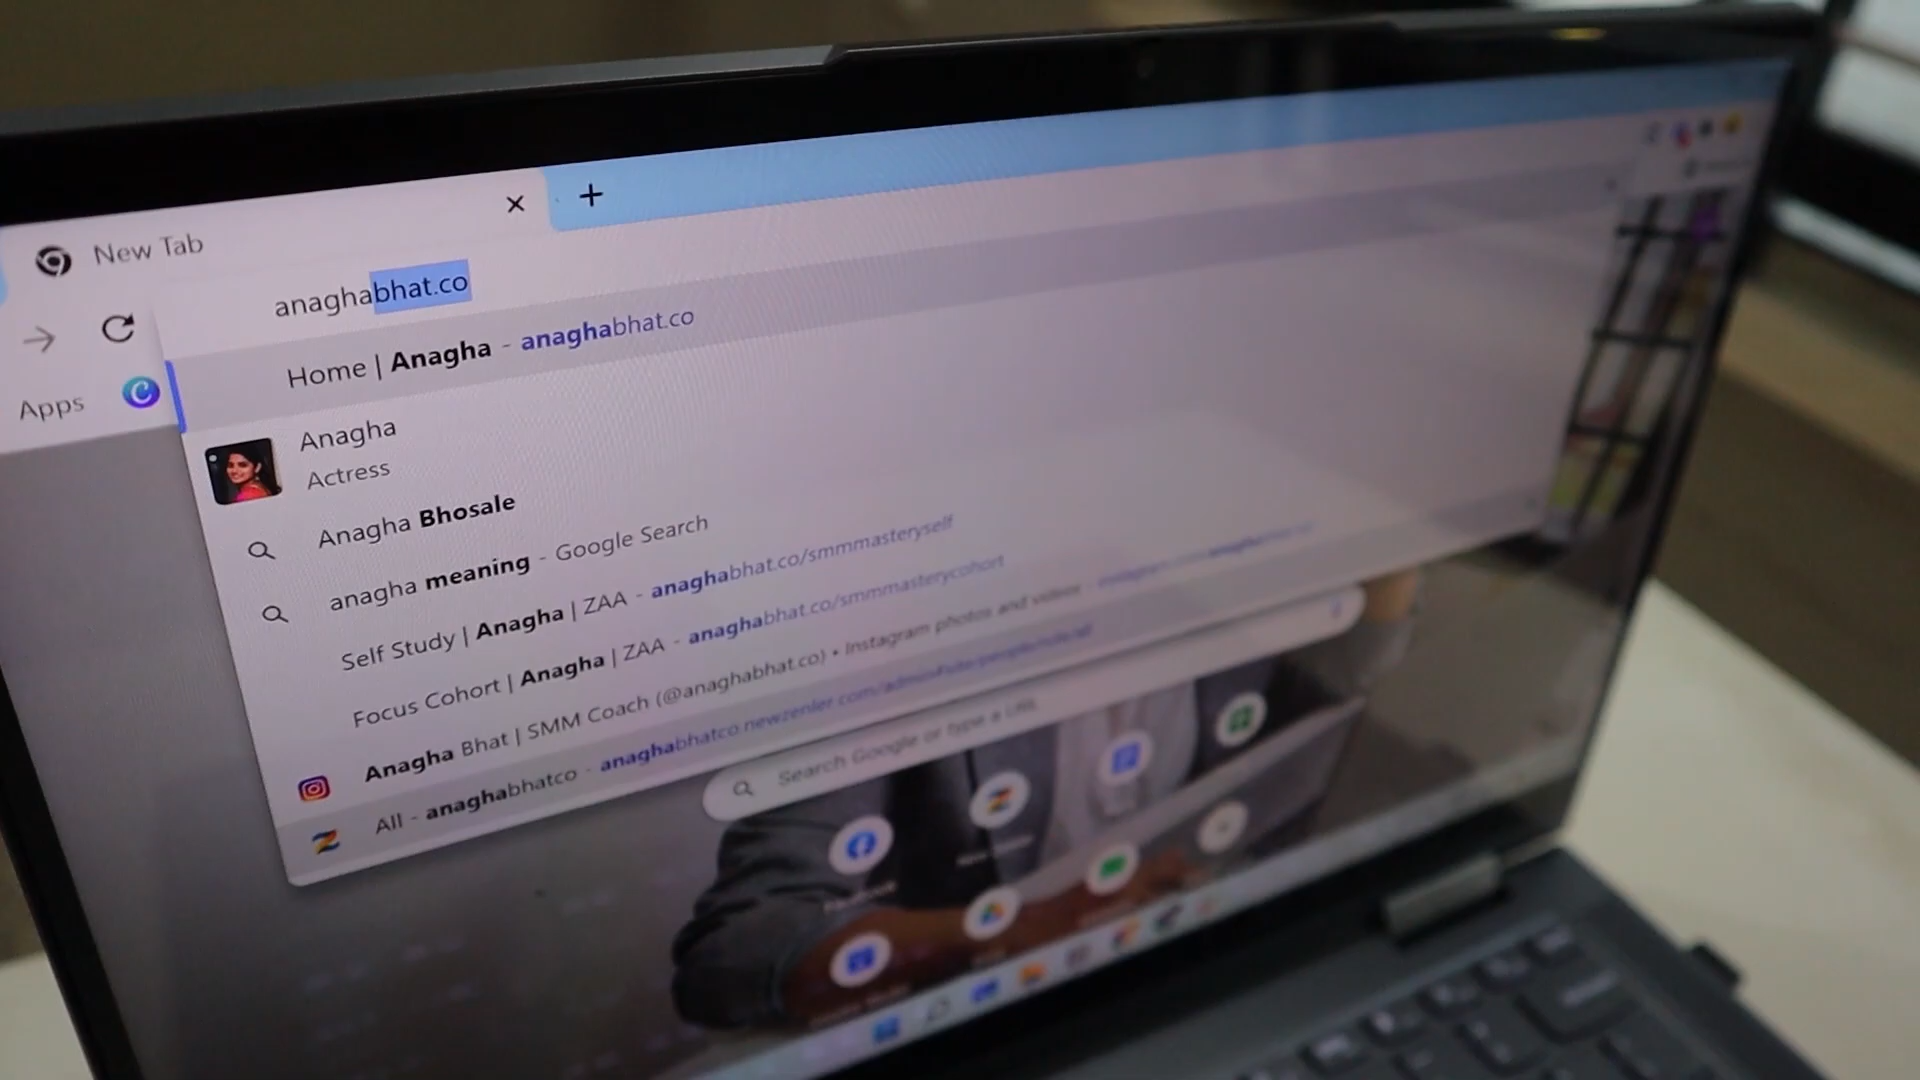 New Tab
anaghabhat.co
Home | Anagha - anaghabhat.co
Apps
Anagha
Actress
Anagha Bhosale
anagha meaning - Google Search
Self Study | Anagha | ZAA - anaghabhat.co/smmmasteryself
Focus Cohort | Anagha | ZAA - anaghabhat.co/smmmasterycohort
Anagha Bhat | SMM Coach (@anaghabhat.co) • Instagram photos and videos -
All - anaghabhatco - anaghabhatco.newzenler.com/
Search Google or type a URL